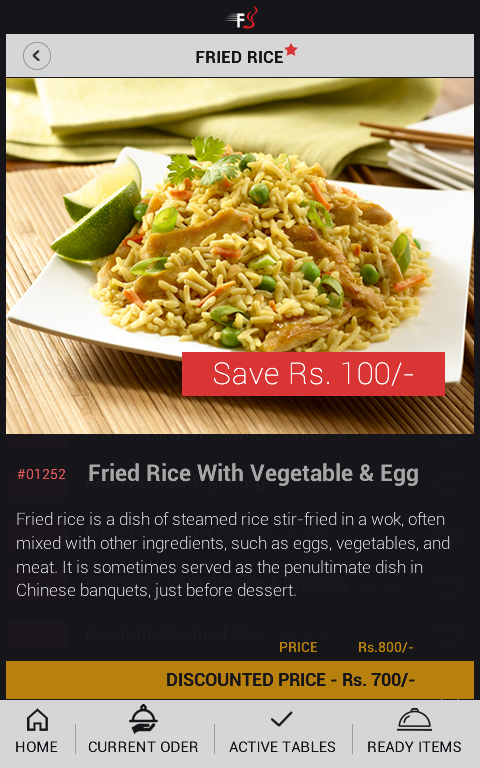 FS
FRIED RICE
Save Rs. 100/-
#01252 Fried Rice With Vegetable & Egg
Fried rice is a dish of steamed rice stir-fried in a wok, often
mixed with other ingredients, such as eggs, vegetables, and
meat. It is sometimes served as the penultimate dish in
Chinese banquets, just before dessert.
Basmati Steamed Rice
PRICE Rs.800/-
DISCOUNTED PRICE - Rs. 700/-
HOME CURRENT ODER ACTIVE TABLES READY ITEMS